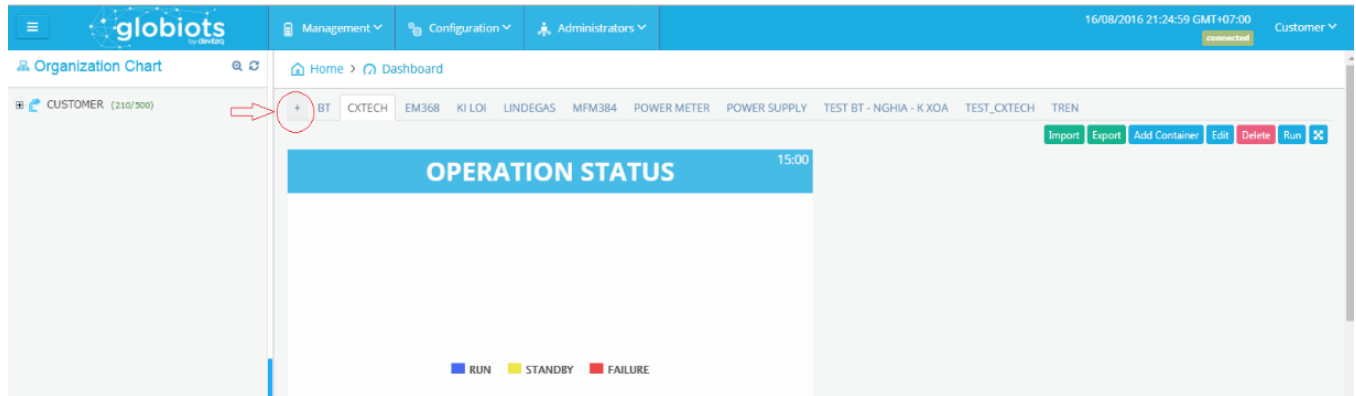 globiots
by devteq
Management
Configuration
Administrators
16/08/2016 21:24:59 GMT+07:00
connected
Customer
Organization Chart
Home > Dashboard
CUSTOMER (210/500)
+ BT CXTECH EM368 KI LOI LINDEGAS MFM384 POWER METER POWER SUPPLY TEST BT - NGHIA - K XOA TEST_CXTECH TREN
Import Export Add Container Edit Delete Run
OPERATION STATUS 15:00
RUN STANDBY FAILURE